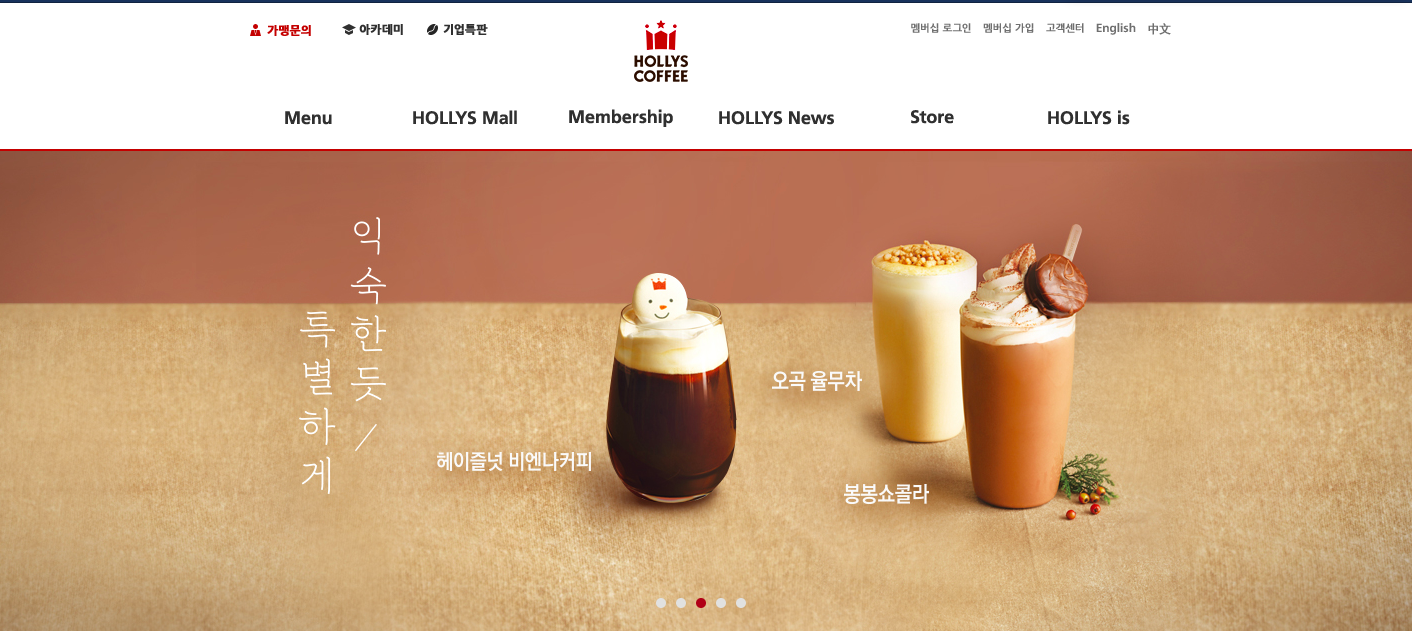 가맹문의
아카데미
기업특판
HOLLYS
COFFEE
멤버십 로그인
멤버십 가입
고객센터
English
中文
Menu
HOLLYS Mall
Membership
HOLLYS News
Store
HOLLYS is
익숙한듯/
특별하게
헤이즐넛 비엔나커피
오곡 율무차
봉봉쇼콜라